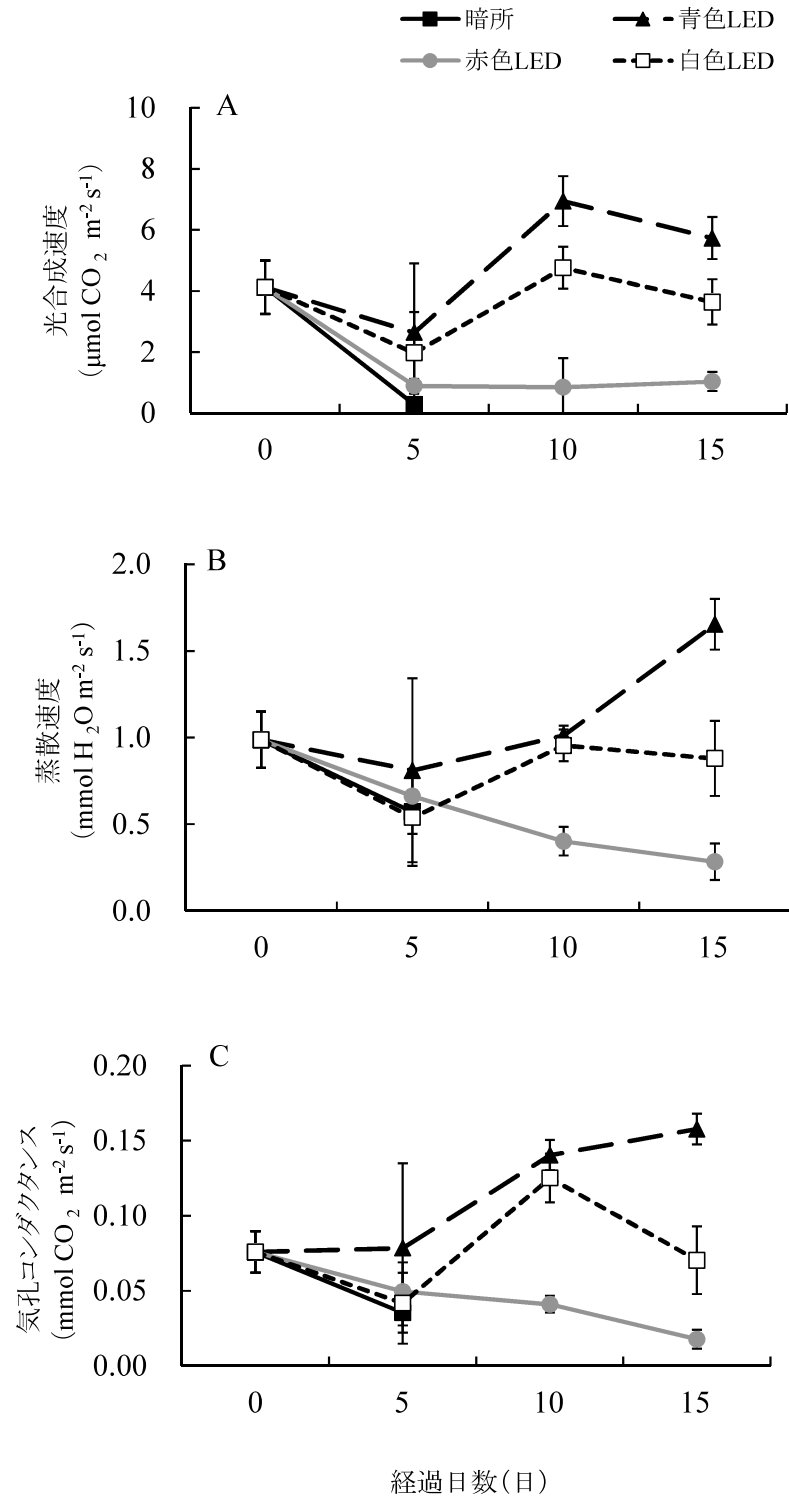 暗所 青色LED
赤色LED 白色LED
A
光合成速度
(μmol CO2 m-2 s-1)
10
8
6
4
2
0
0 5 10 15
B
蒸散速度
(mmol H2O m-2 s-1)
2.0
1.5
1.0
0.5
0.0
0 5 10 15
C
気孔コンダクタンス
(mmol CO2 m-2 s-1)
0.20
0.15
0.10
0.05
0.00
0 5 10 15
経過日数(日)